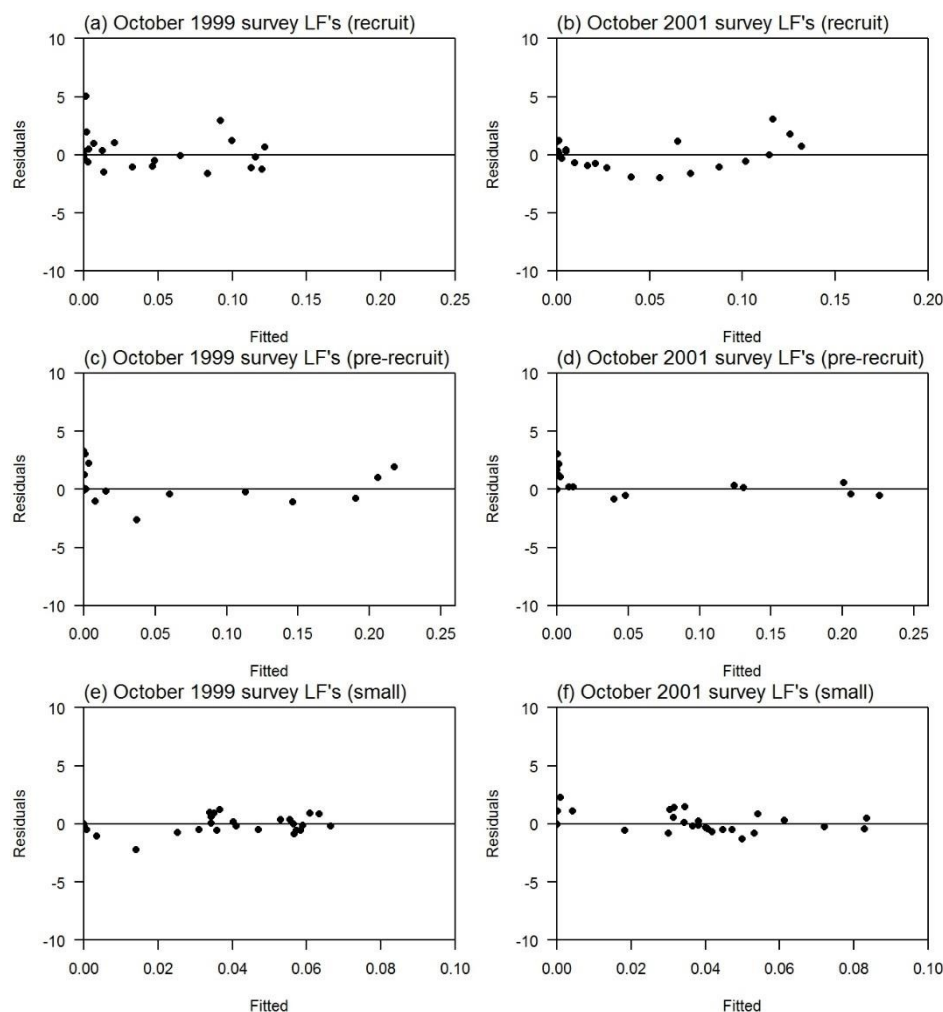 (a) October 1999 survey LF's (recruit)
10
5
0
-5
-10
Residuals
0.00 0.05 0.10 0.15 0.20 0.25
Fitted
(b) October 2001 survey LF's (recruit)
10
5
0
-5
-10
Residuals
0.00 0.05 0.10 0.15 0.20
Fitted
(c) October 1999 survey LF's (pre-recruit)
10
5
0
-5
-10
Residuals
0.00 0.05 0.10 0.15 0.20 0.25
Fitted
(d) October 2001 survey LF's (pre-recruit)
10
5
0
-5
-10
Residuals
0.00 0.05 0.10 0.15 0.20 0.25
Fitted
(e) October 1999 survey LF's (small)
10
5
0
-5
-10
Residuals
0.00 0.02 0.04 0.06 0.08 0.10
Fitted
(f) October 2001 survey LF's (small)
10
5
0
-5
-10
Residuals
0.00 0.02 0.04 0.06 0.08 0.10
Fitted